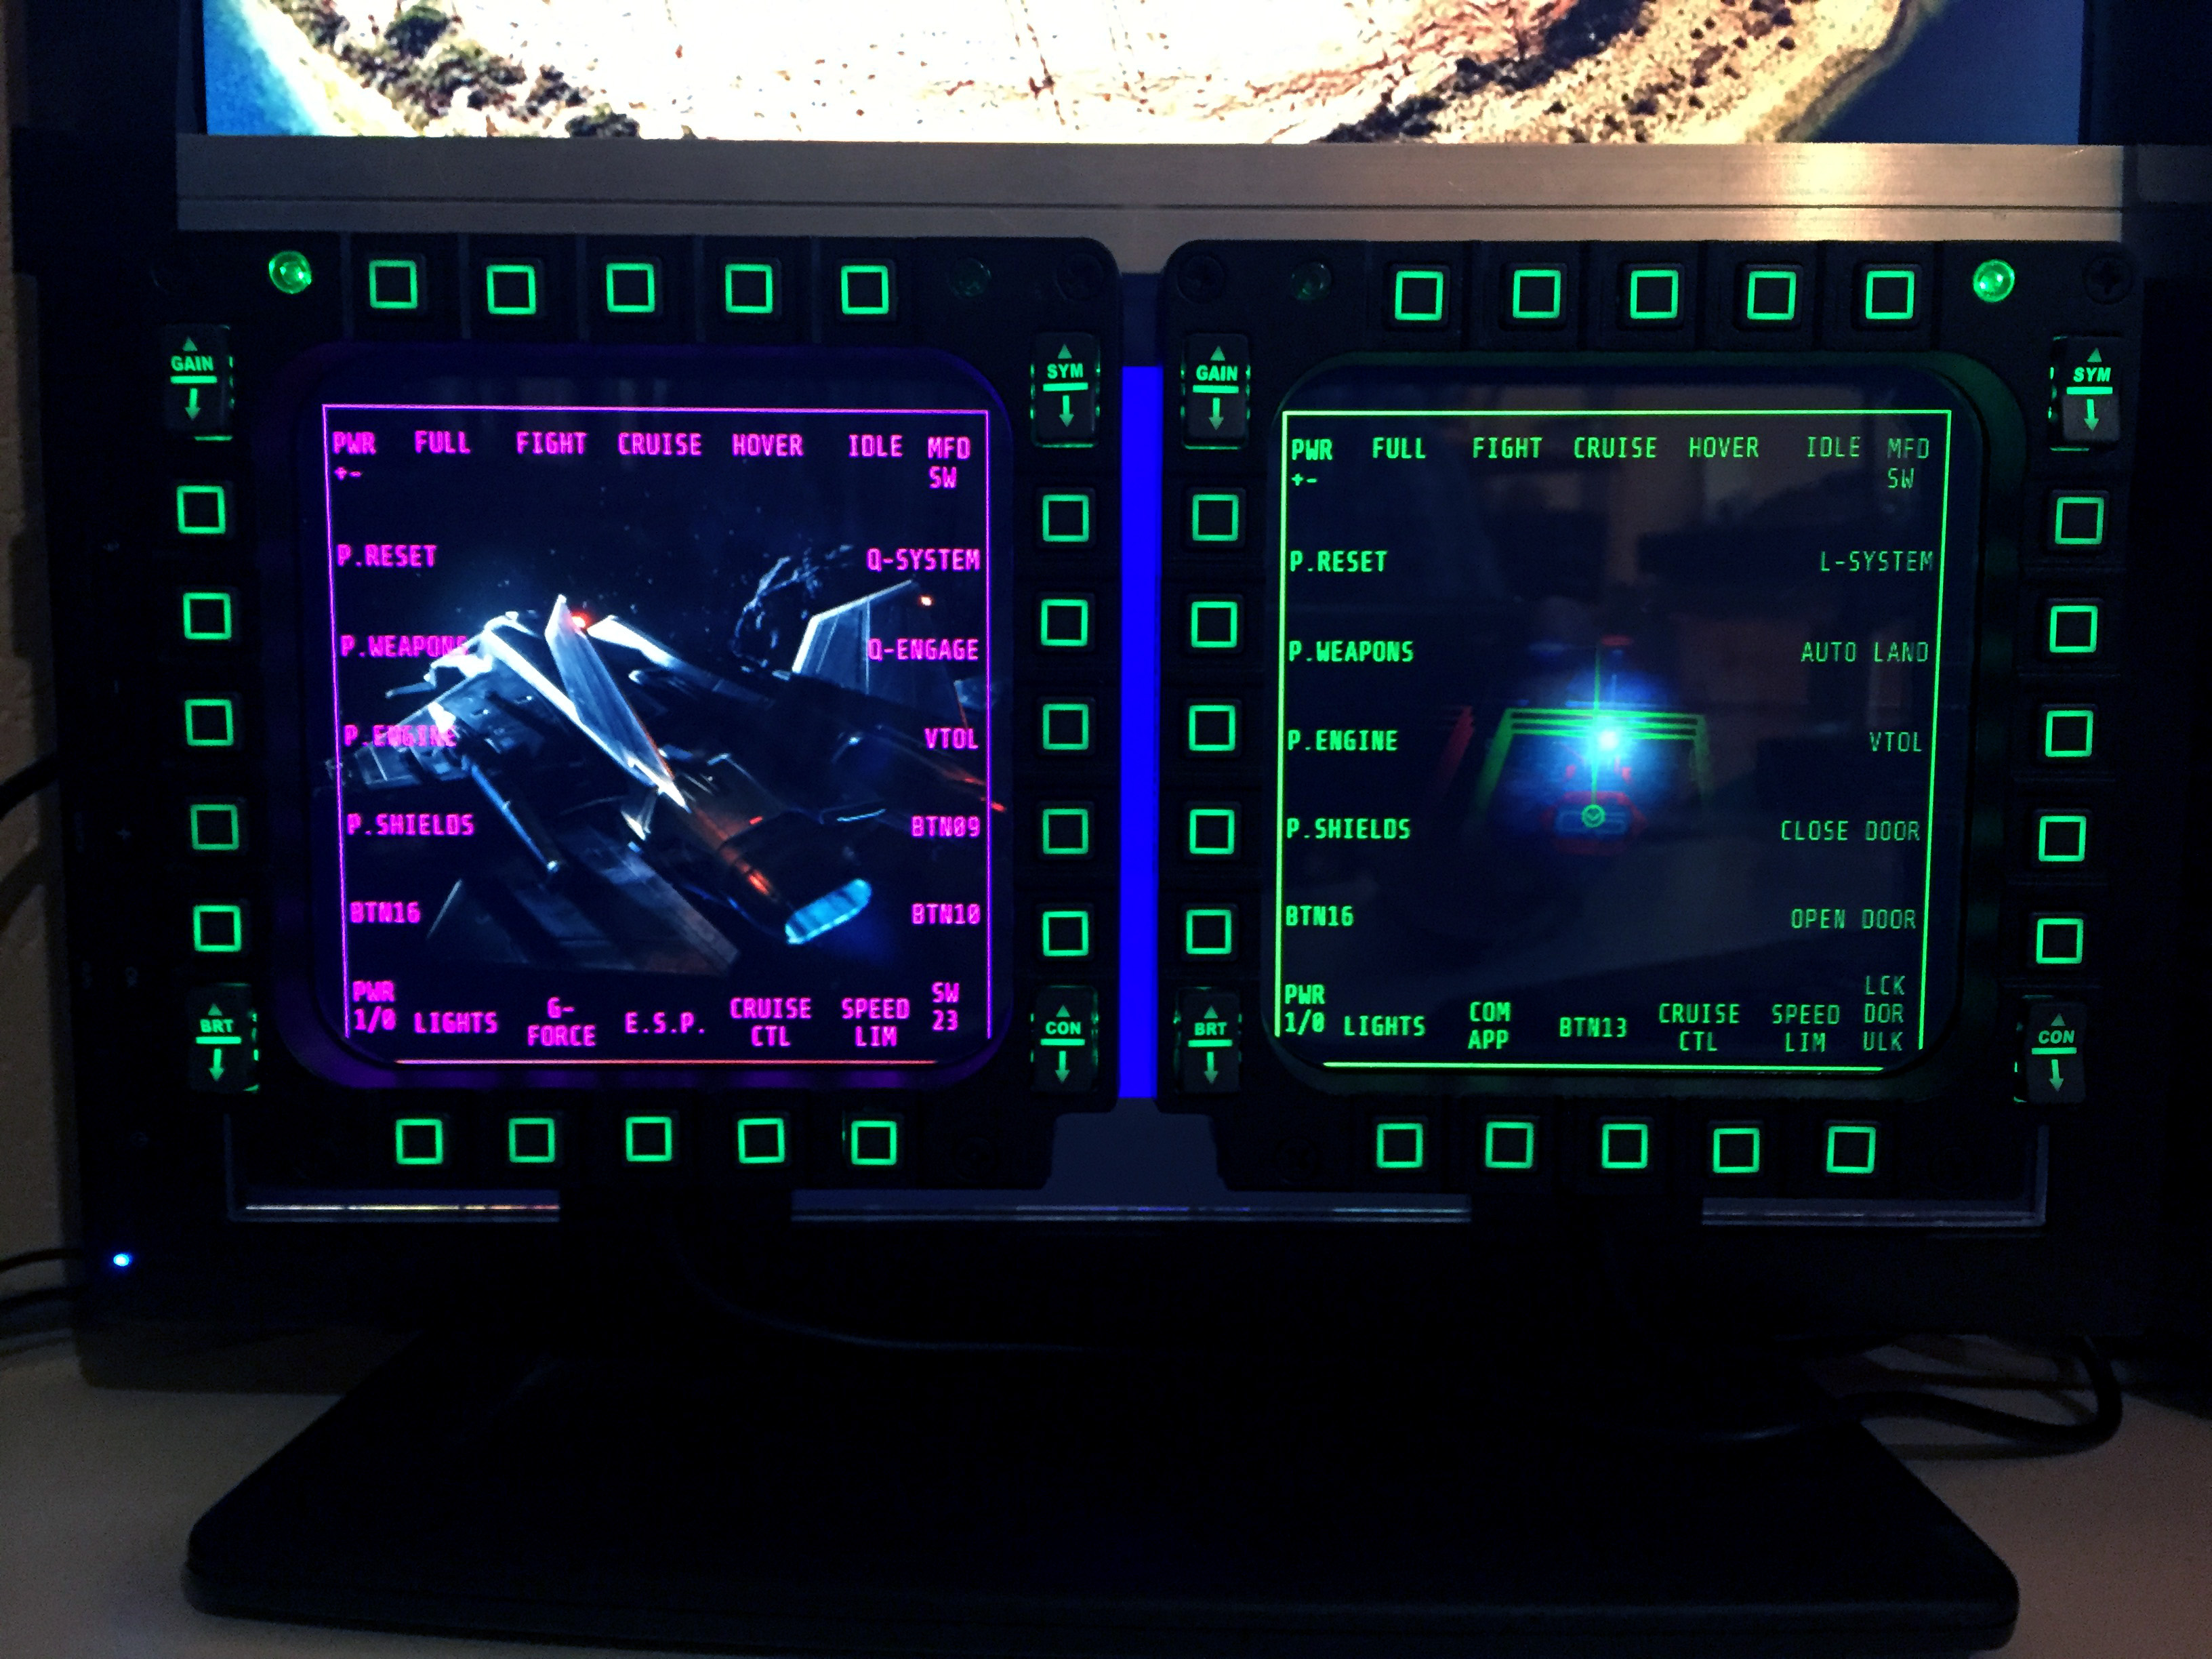 GAIN
SYM
GAIN
SYM
PWR FULL FIGHT CRUISE HOVER IDLE MFD
+- SW
P.RESET Q-SYSTEM
P.WEAPONS Q-ENGAGE
P.ENGINE VTOL
P.SHIELDS BTN09
BTN16 BTN10
PWR G- CRUISE SPEED SW
1/0 LIGHTS FORCE E.S.P. CTL LIM 23
PWR FULL FIGHT CRUISE HOVER IDLE MFD
+- SW
P.RESET L-SYSTEM
P.WEAPONS AUTO LAND
P.ENGINE VTOL
P.SHIELDS CLOSE DOOR
BTN16 OPEN DOOR
LCK
PWR COM CRUISE SPEED DOR
1/0 LIGHTS APP BTN13 CTL LIM ULK
BRT
CON
BRT
CON